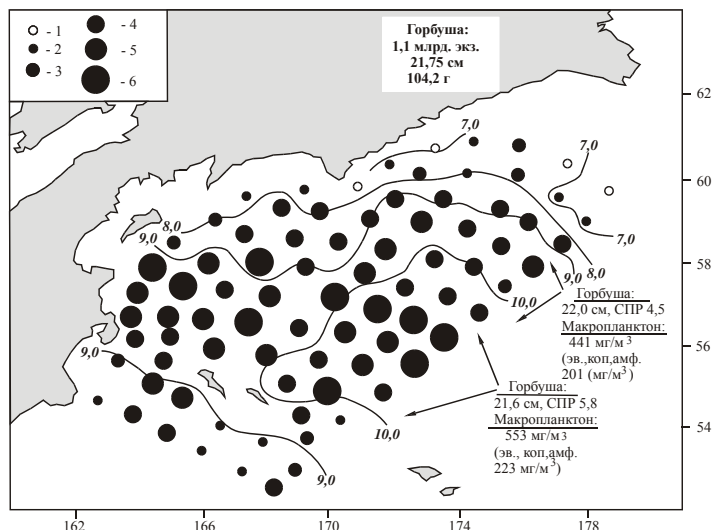 - 1
- 2
- 3
- 4
- 5
- 6
Горбуша:
1,1 млрд. экз.
21,75 см
104,2 г
62
60
58
56
54
7,0
7,0
7,0
8,0
8,0
9,0
9,0
10,0
9,0
10,0
9,0
Горбуша:
22,0 см, СПР 4,5
Макропланктон:
441 мг/м3
(эв.,коп,амф.
201 (мг/м3)
Горбуша:
21,6 см, СПР 5,8
Макропланктон:
553 мг/м3
(эв., коп,амф.
223 мг/м3)
162
166
170
174
178